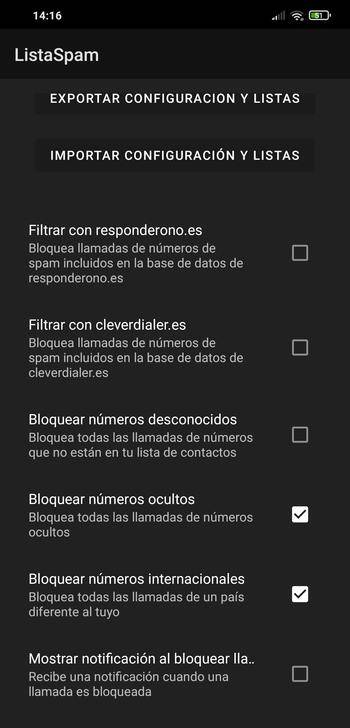 14:16
51
ListaSpam
EXPORTAR CONFIGURACION Y LISTAS
IMPORTAR CONFIGURACIÓN Y LISTAS
Filtrar con responderono.es
Bloquea llamadas de números de
spam incluidos en la base de datos de
responderono.es
Filtrar con cleverdialer.es
Bloquea llamadas de números de
spam incluidos en la base de datos de
cleverdialer.es
Bloquear números desconocidos
Bloquea todas las llamadas de números
que no están en tu lista de contactos
Bloquear números ocultos
Bloquea todas las llamadas de números
ocultos
Bloquear números internacionales
Bloquea todas las llamadas de un país
diferente al tuyo
Mostrar notificación al bloquear lla..
Recibe una notificación cuando una
llamada es bloqueada